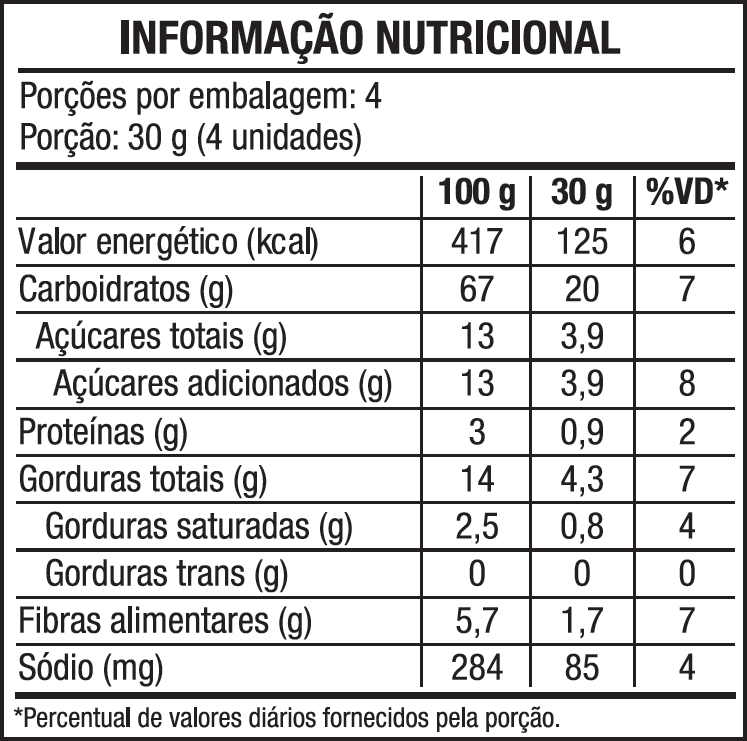 INFORMAÇÃO NUTRICIONAL
Porções por embalagem: 4
Porção: 30 g (4 unidades)
100 g 30 g %VD*
Valor energético (kcal) 417 125 6
Carboidratos (g) 67 20 7
Açúcares totais (g) 13 3,9
Açúcares adicionados (g) 13 3,9 8
Proteínas (g) 3 0,9 2
Gorduras totais (g) 14 4,3 7
Gorduras saturadas (g) 2,5 0,8 4
Gorduras trans (g) 0 0 0
Fibras alimentares (g) 5,7 1,7 7
Sódio (mg) 284 85 4
*Percentual de valores diários fornecidos pela porção.